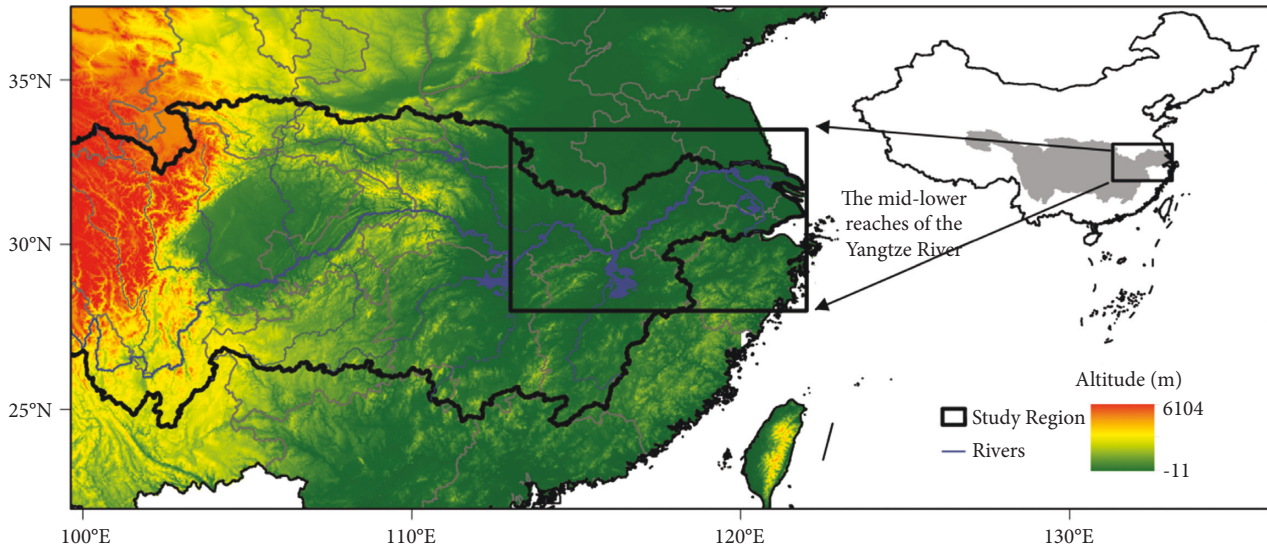 35°N
30°N
25°N
100°E
110°E
120°E
130°E
The mid-lower
reaches of the
Yangtze River
Altitude (m)
6104
-11
Study Region
Rivers